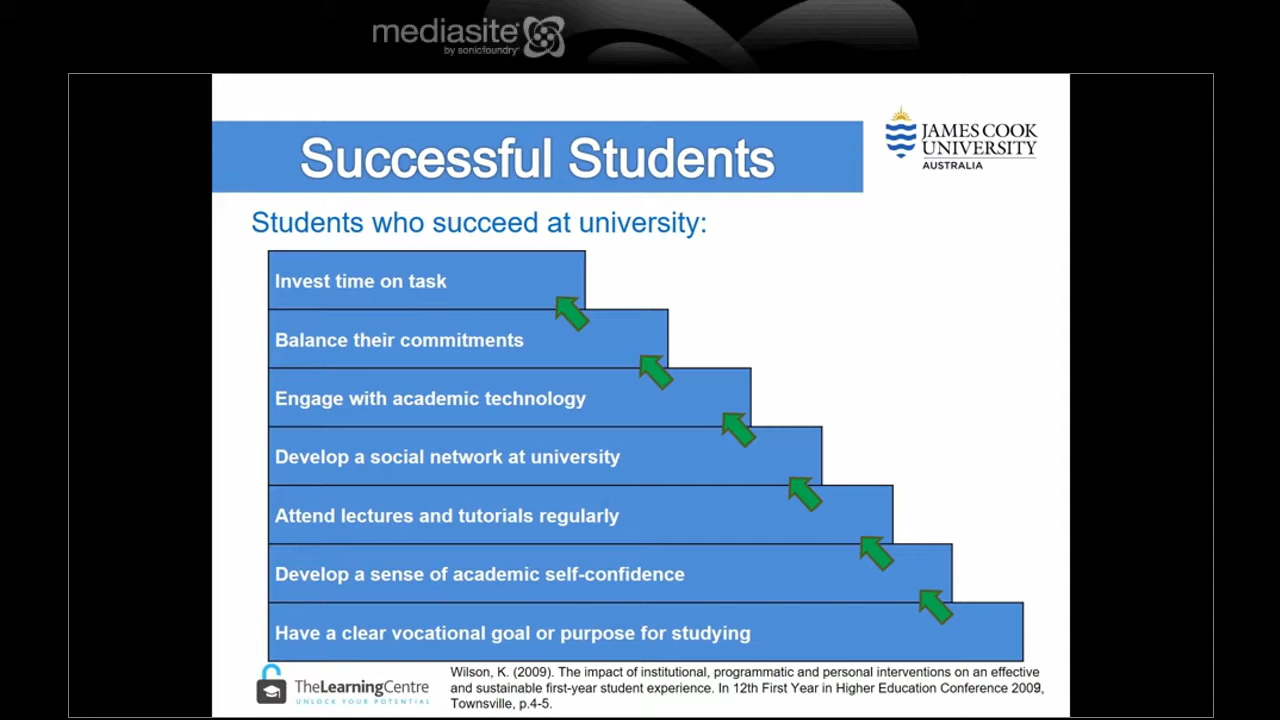 mediasite
by sonicfoundry
Successful Students
JAMES COOK
UNIVERSITY
AUSTRALIA
Students who succeed at university:
Invest time on task
Balance their commitments
Engage with academic technology
Develop a social network at university
Attend lectures and tutorials regularly
Develop a sense of academic self-confidence
Have a clear vocational goal or purpose for studying
TheLearningCentre
UNLOCK YOUR POTENTIAL
Wilson, K. (2009). The impact of institutional, programmatic and personal interventions on an effective
and sustainable first-year student experience. In 12th First Year in Higher Education Conference 2009,
Townsville, p.4-5.